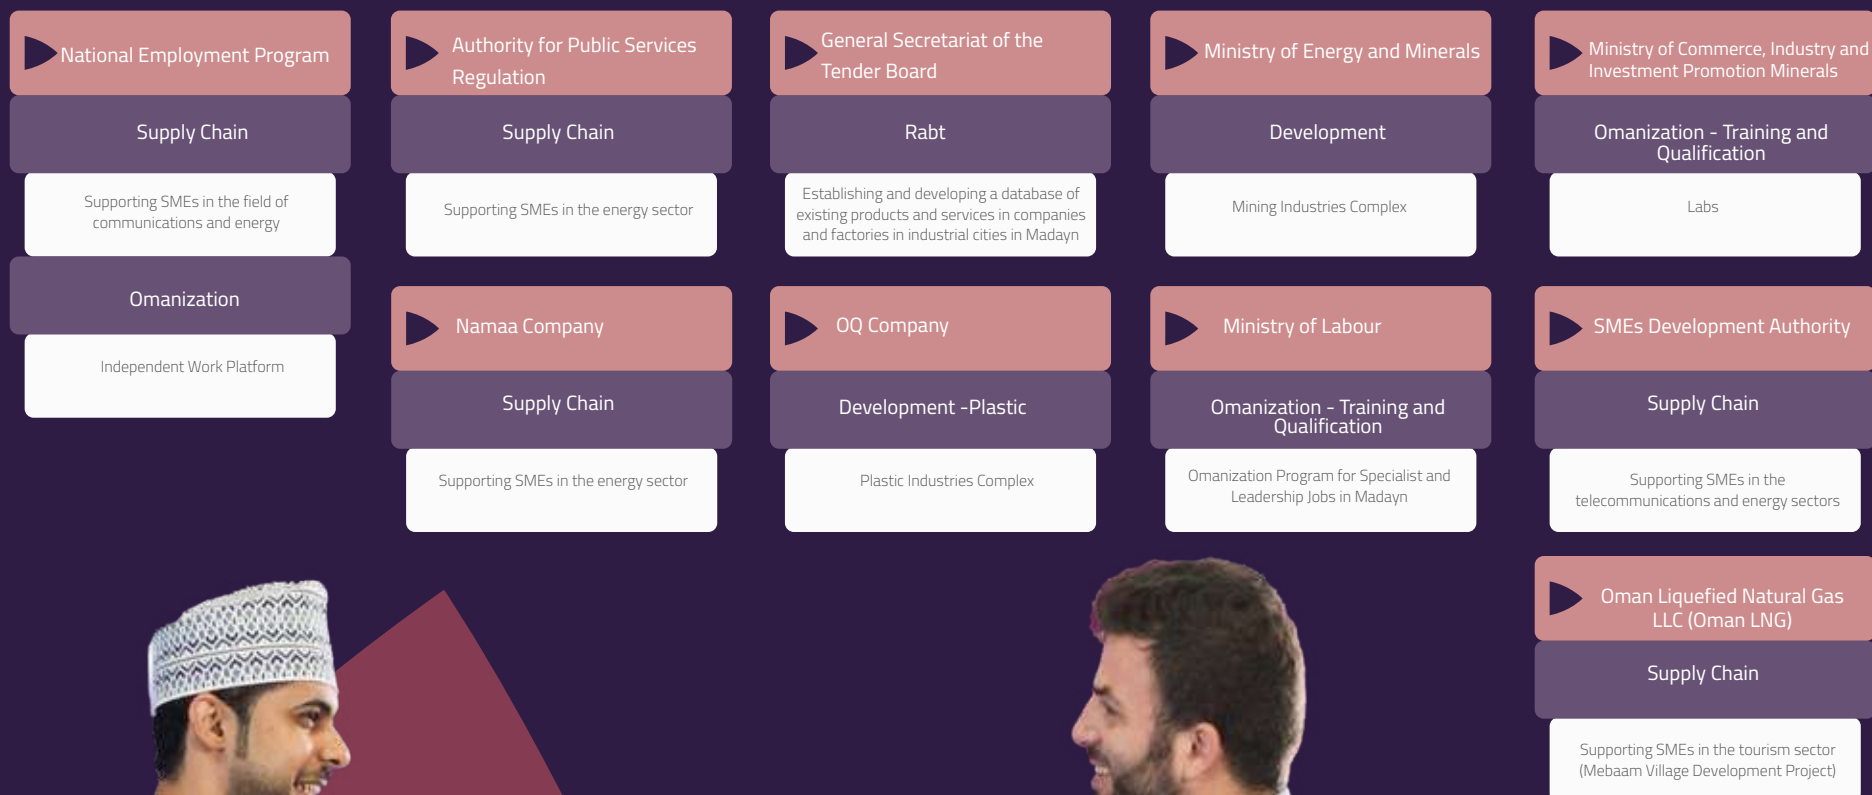 National Employment Program
Supply Chain
Supporting SMEs in the field of
communications and energy
Omanization
Independent Work Platform
Authority for Public Services
Regulation
Supply Chain
Supporting SMEs in the energy sector
Namaa Company
Supply Chain
Supporting SMEs in the energy sector
General Secretariat of the
Tender Board
Rabt
Establishing and developing a database of
existing products and services in companies
and factories in industrial cities in Madayn
OQ Company
Development -Plastic
Plastic Industries Complex
Ministry of Energy and Minerals
Development
Mining Industries Complex
Ministry of Labour
Omanization - Training and
Qualification
Omanization Program for Specialist and
Leadership Jobs in Madayn
Ministry of Commerce, Industry and
Investment Promotion Minerals
Omanization - Training and
Qualification
Labs
SMEs Development Authority
Supply Chain
Supporting SMEs in the
telecommunications and energy sectors
Oman Liquefied Natural Gas
LLC (Oman LNG)
Supply Chain
Supporting SMEs in the tourism sector
(Mebaam Village Development Project)